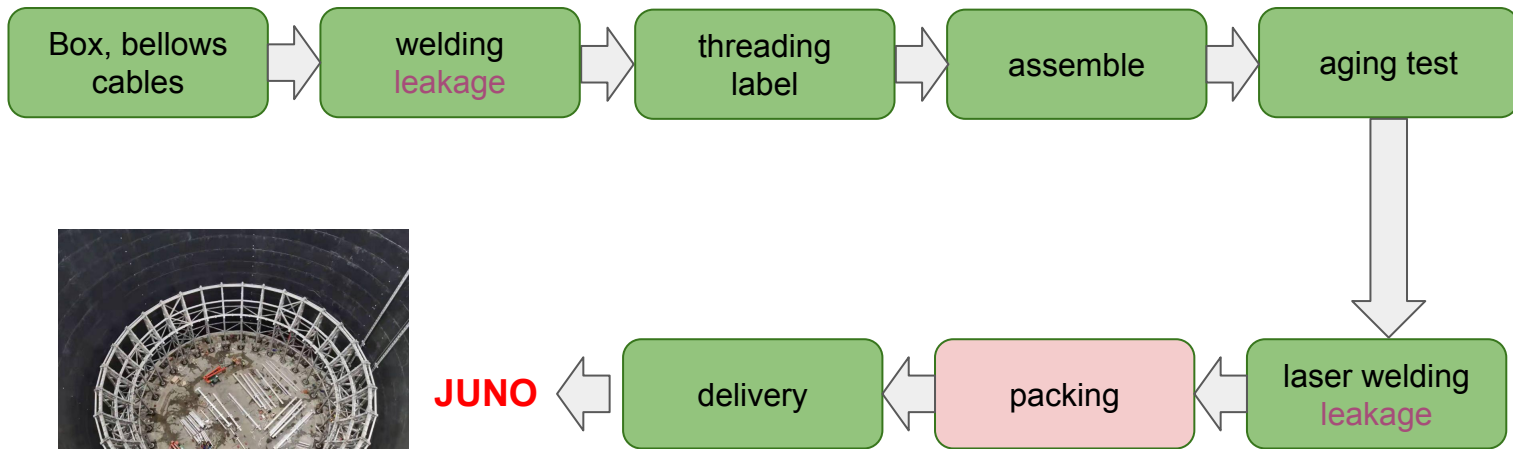 Box, bellows
cables
welding
leakage
threading
label
assemble
aging test
laser welding
leakage
packing
delivery
JUNO